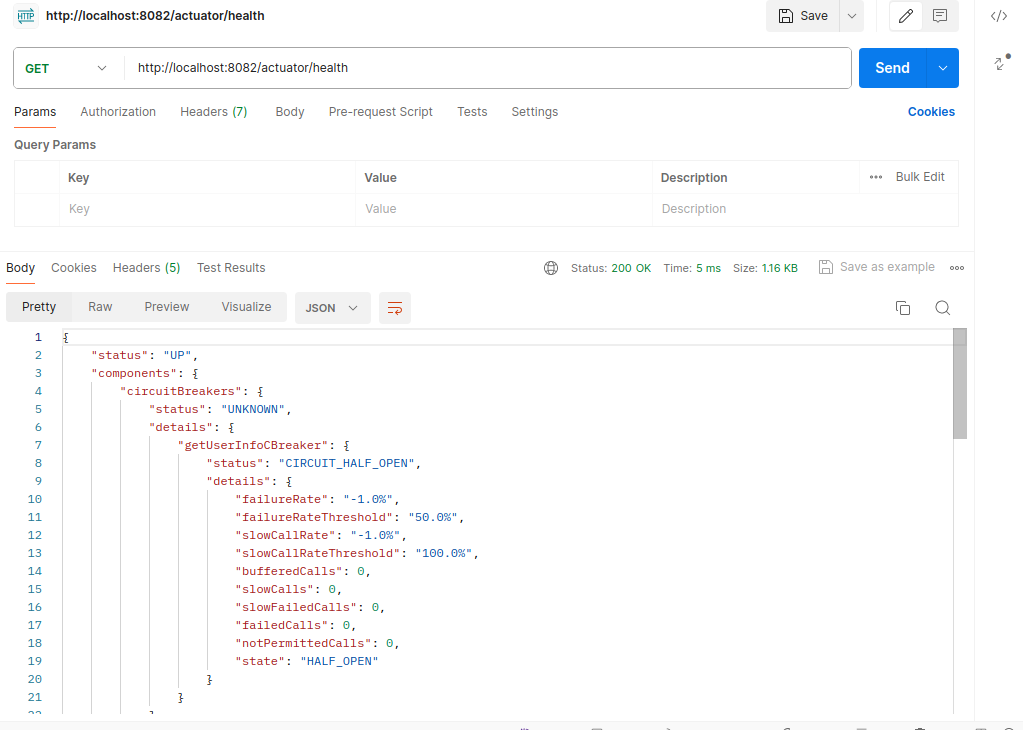 HTTP http://localhost:8082/actuator/health Save
GET http://localhost:8082/actuator/health Send
Params Authorization Headers (7) Body Pre-request Script Tests Settings Cookies
Query Params
Key Value Description Bulk Edit
Key Value Description
Body Cookies Headers (5) Test Results Status: 200 OK Time: 5 ms Size: 1.16 KB Save as example
Pretty Raw Preview Visualize JSON
1 {
2 "status": "UP",
3 "components": {
4 "circuitBreakers": {
5 "status": "UNKNOWN",
6 "details": {
7 "getUserInfoCBreaker": {
8 "status": "CIRCUIT_HALF_OPEN",
9 "details": {
10 "failureRate": "-1.0%",
11 "failureRateThreshold": "50.0%",
12 "slowCallRate": "-1.0%",
13 "slowCallRateThreshold": "100.0%",
14 "bufferedCalls": 0,
15 "slowCalls": 0,
16 "slowFailedCalls": 0,
17 "failedCalls": 0,
18 "notPermittedCalls": 0,
19 "state": "HALF_OPEN"
20 }
21 }